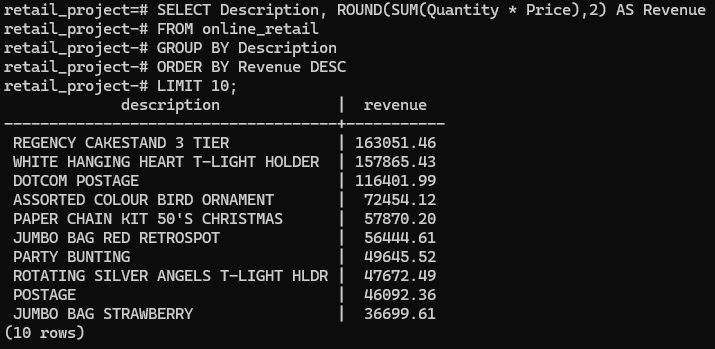 retail_project=# SELECT Description, ROUND(SUM(Quantity * Price),2) AS Revenue
retail_project-# FROM online_retail
retail_project-# GROUP BY Description
retail_project-# ORDER BY Revenue DESC
retail_project-# LIMIT 10;
             description             |  revenue
-------------------------------------+-----------
 REGENCY CAKESTAND 3 TIER            | 163051.46
 WHITE HANGING HEART T-LIGHT HOLDER  | 157865.43
 DOTCOM POSTAGE                      | 116401.99
 ASSORTED COLOUR BIRD ORNAMENT       |  72454.12
 PAPER CHAIN KIT 50'S CHRISTMAS      |  57870.20
 JUMBO BAG RED RETROSPOT             |  56444.61
 PARTY BUNTING                       |  49645.52
 ROTATING SILVER ANGELS T-LIGHT HLDR |  47672.49
 POSTAGE                             |  46092.36
 JUMBO BAG STRAWBERRY                |  36699.61
(10 rows)